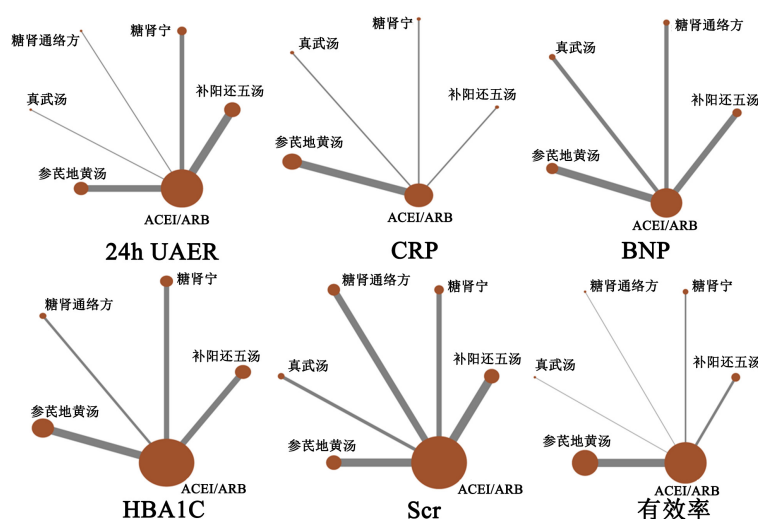 糖肾通络方
糖肾宁
真武汤
补阳还五汤
参芪地黄汤
ACEI/ARB
24h UAER
糖肾宁
真武汤
补阳还五汤
参芪地黄汤
ACEI/ARB
CRP
糖肾通络方
真武汤
补阳还五汤
参芪地黄汤
ACEI/ARB
BNP
糖肾宁
糖肾通络方
补阳还五汤
参芪地黄汤
ACEI/ARB
HBA1C
糖肾通络方
糖肾宁
真武汤
补阳还五汤
参芪地黄汤
ACEI/ARB
Scr
糖肾通络方
糖肾宁
真武汤
补阳还五汤
参芪地黄汤
ACEI/ARB
有效率